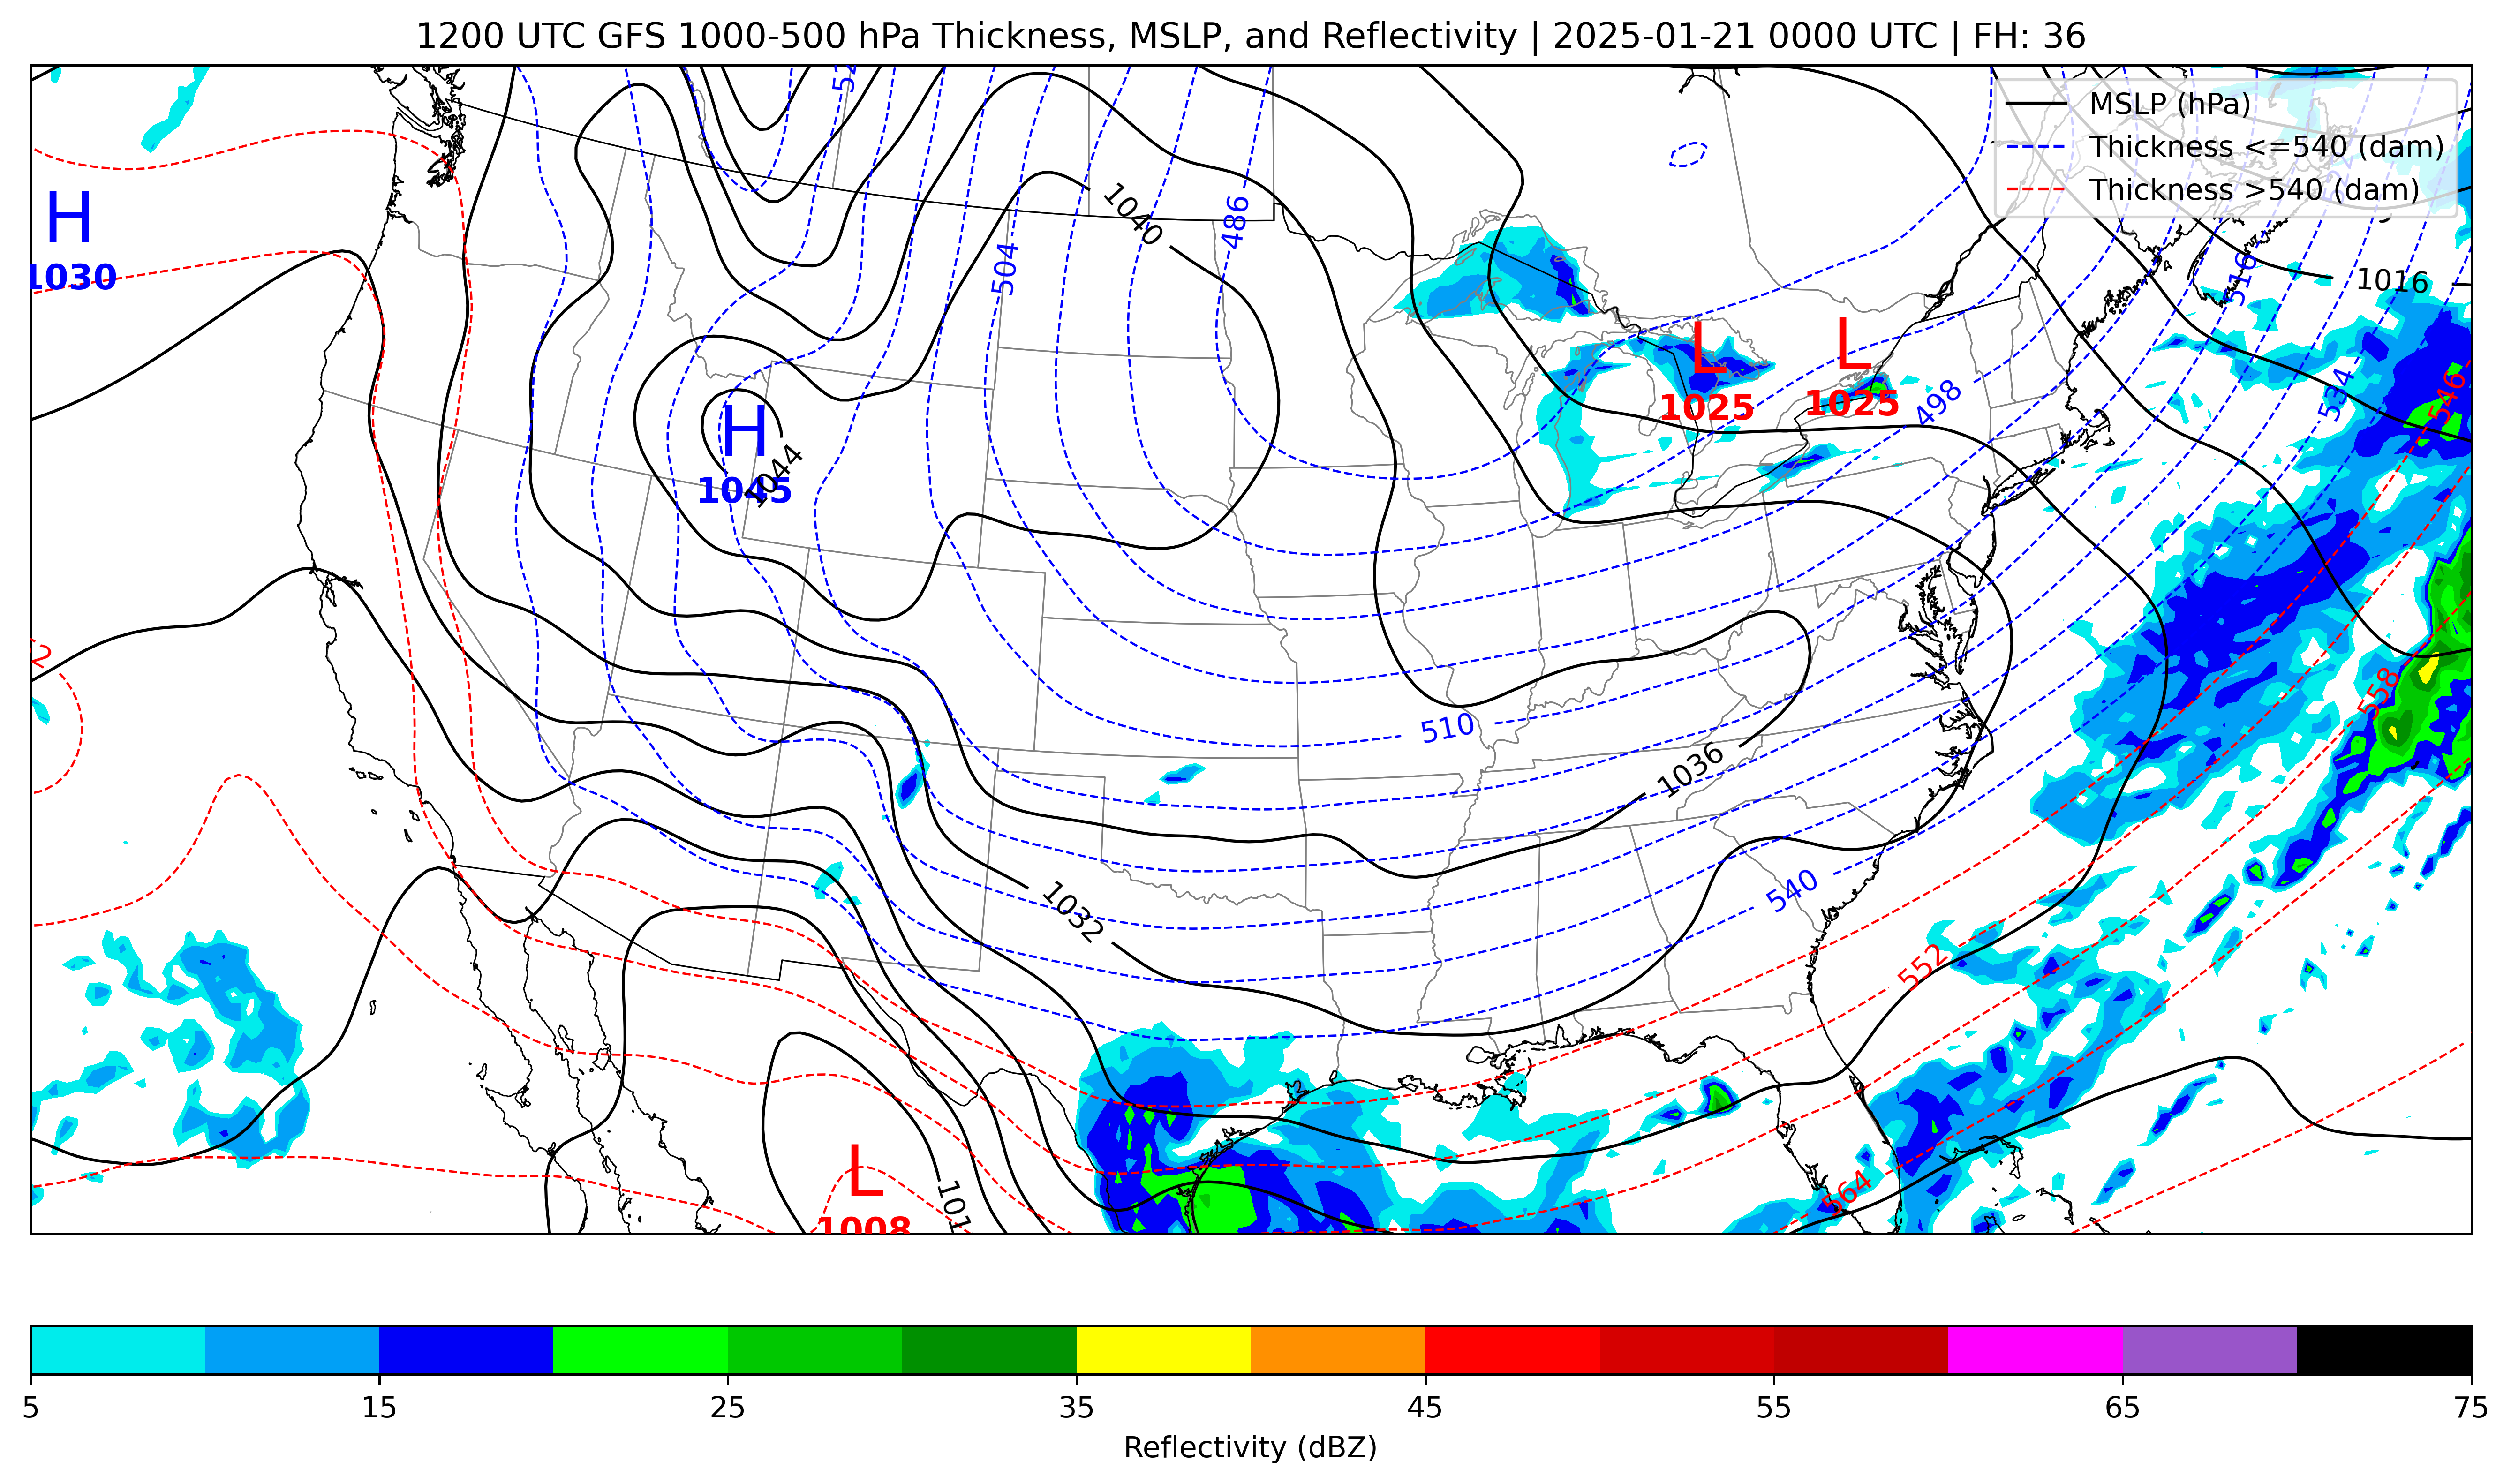 1200 UTC GFS 1000-500 hPa Thickness, MSLP, and Reflectivity | 2025-01-21 0000 UTC | FH: 36
MSLP (hPa)
Thickness <=540 (dam)
Thickness >540 (dam)
H
1030
1040
486
504
1016
516
L
1025
L
1025
498
534
546
H
1045
1044
510
1036
558
1032
540
552
L
1008
101
564
5 15 25 35 45 55 65 75
Reflectivity (dBZ)